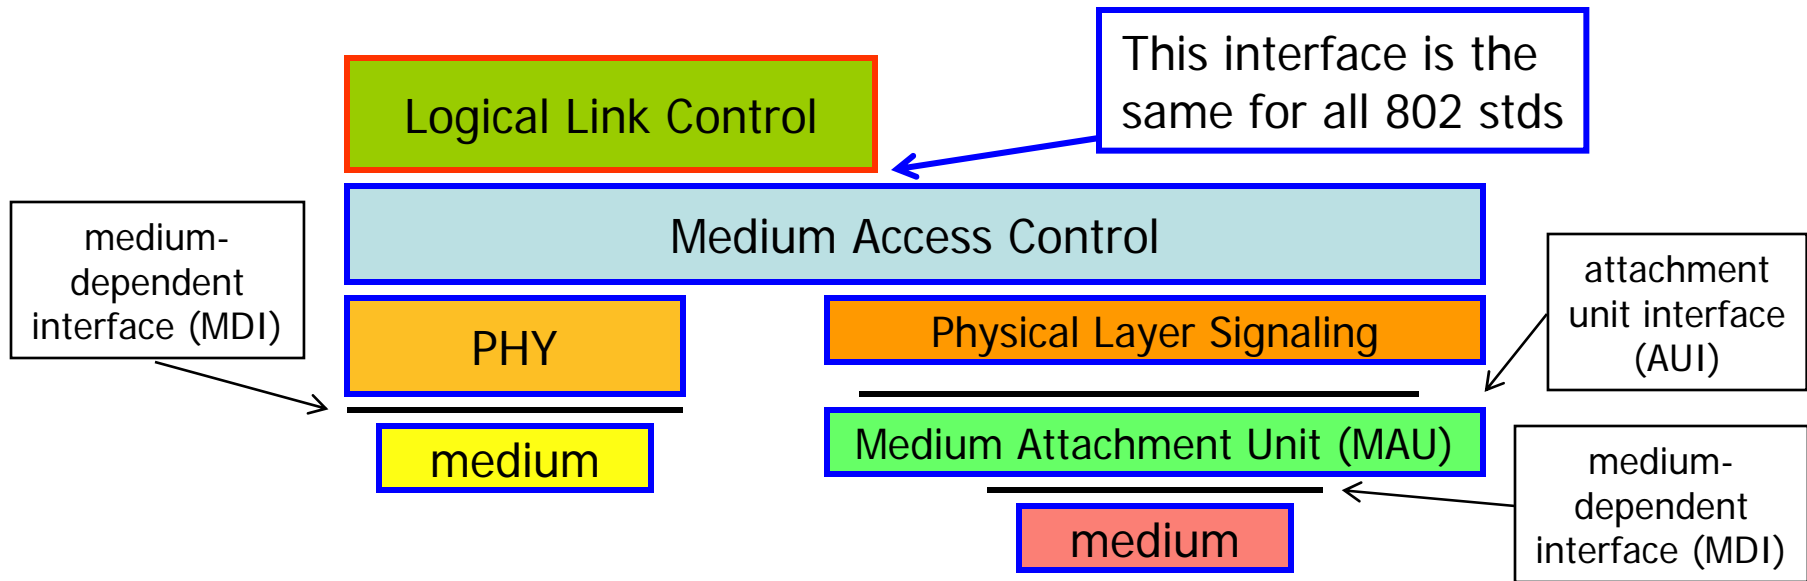 This interface is the
same for all 802 stds
Logical Link Control
Medium Access Control
medium-
dependent
interface (MDI)
attachment
unit interface
(AUI)
PHY
Physical Layer Signaling
medium
Medium Attachment Unit (MAU)
medium-
dependent
interface (MDI)
medium